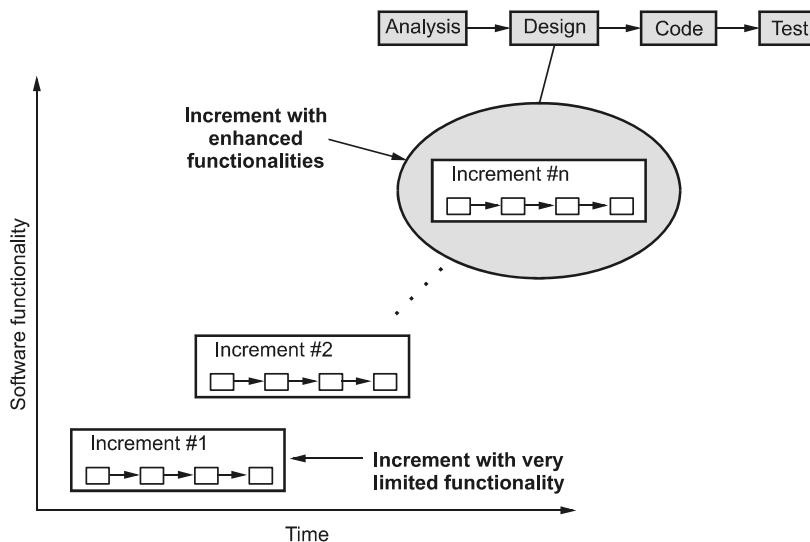 Analysis
Design
Code
Test
Increment with
enhanced
functionalities
Increment #n
Software functionality
Increment #2
Increment #1
Increment with very
limited functionality
Time